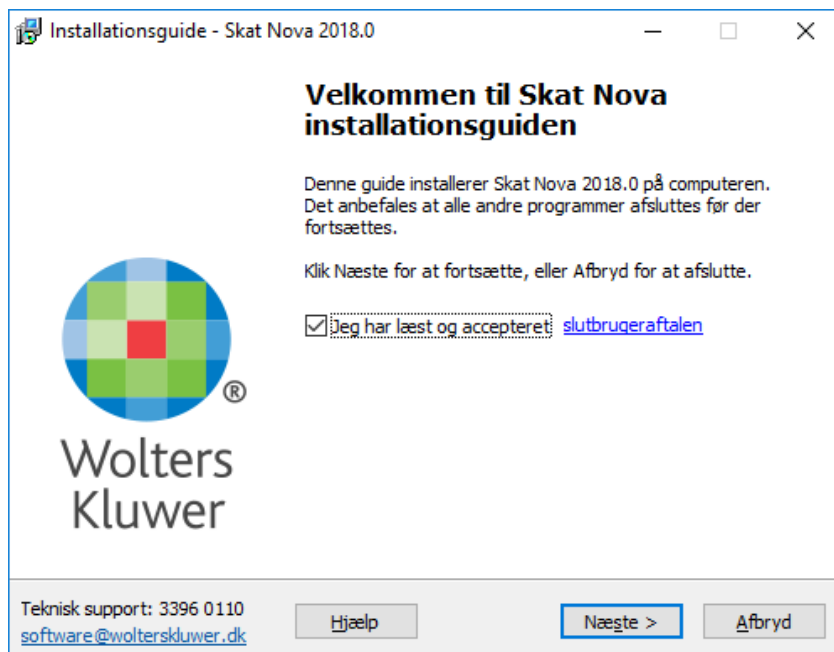 Installationsguide - Skat Nova 2018.0
Velkommen til Skat Nova
installationsguiden
Denne guide installerer Skat Nova 2018.0 på computeren.
Det anbefales at alle andre programmer afsluttes før der
fortsættes.
Klik Næste for at fortsætte, eller Afbryd for at afslutte.
Jeg har læst og accepteret slutbrugeraftalen
®
Wolters
Kluwer
Teknisk support: 3396 0110
software@wolterskluwer.dk
Hjælp
Næste >
Afbryd